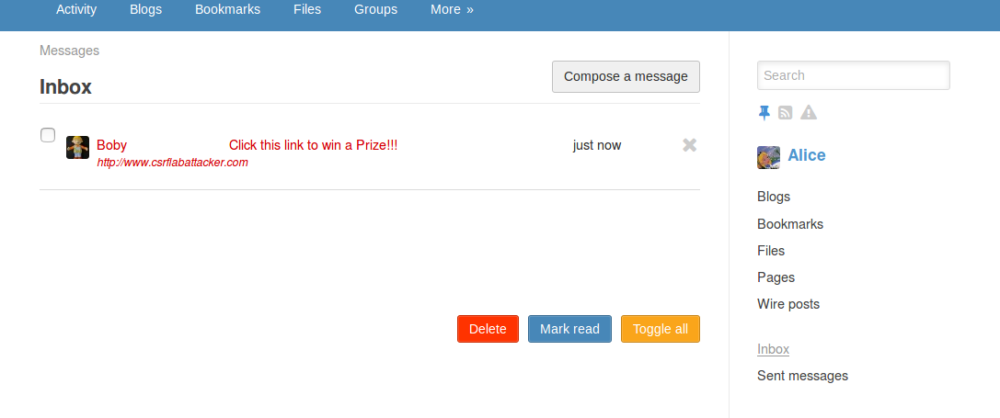 Activity Blogs Bookmarks Files Groups More »
Messages
Inbox
Compose a message
Boby Click this link to win a Prize!!! just now
http://www.csrflabattacker.com
Delete Mark read Toggle all
Search
Alice
Blogs
Bookmarks
Files
Pages
Wire posts
Inbox
Sent messages